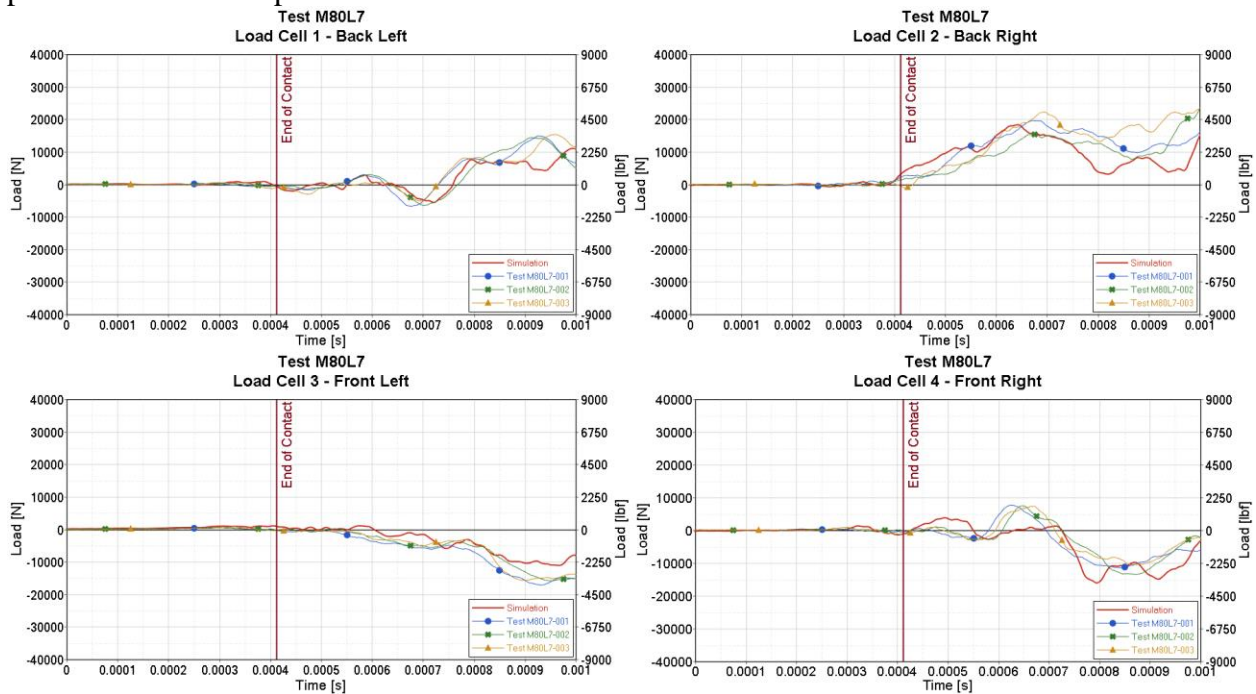 Test M80L7
Load Cell 1 - Back Left
40000
30000
20000
10000
0
-10000
-20000
-30000
-40000
Load [N]
9000
6750
4500
2250
0
-2250
-4500
-6750
-9000
Load [lbf]
End of Contact
Simulation
Test M80L7-001
Test M80L7-002
Test M80L7-003
0 0.0001 0.0002 0.0003 0.0004 0.0005 0.0006 0.0007 0.0008 0.0009 0.001
Time [s]
Test M80L7
Load Cell 2 - Back Right
40000
30000
20000
10000
0
-10000
-20000
-30000
-40000
Load [N]
9000
6750
4500
2250
0
-2250
-4500
-6750
-9000
Load [lbf]
End of Contact
Simulation
Test M80L7-001
Test M80L7-002
Test M80L7-003
0 0.0001 0.0002 0.0003 0.0004 0.0005 0.0006 0.0007 0.0008 0.0009 0.001
Time [s]
Test M80L7
Load Cell 3 - Front Left
40000
30000
20000
10000
0
-10000
-20000
-30000
-40000
Load [N]
9000
6750
4500
2250
0
-2250
-4500
-6750
-9000
Load [lbf]
End of Contact
Simulation
Test M80L7-001
Test M80L7-002
Test M80L7-003
0 0.0001 0.0002 0.0003 0.0004 0.0005 0.0006 0.0007 0.0008 0.0009 0.001
Time [s]
Test M80L7
Load Cell 4 - Front Right
40000
30000
20000
10000
0
-10000
-20000
-30000
-40000
Load [N]
9000
6750
4500
2250
0
-2250
-4500
-6750
-9000
Load [lbf]
End of Contact
Simulation
Test M80L7-001
Test M80L7-002
Test M80L7-003
0 0.0001 0.0002 0.0003 0.0004 0.0005 0.0006 0.0007 0.0008 0.0009 0.001
Time [s]